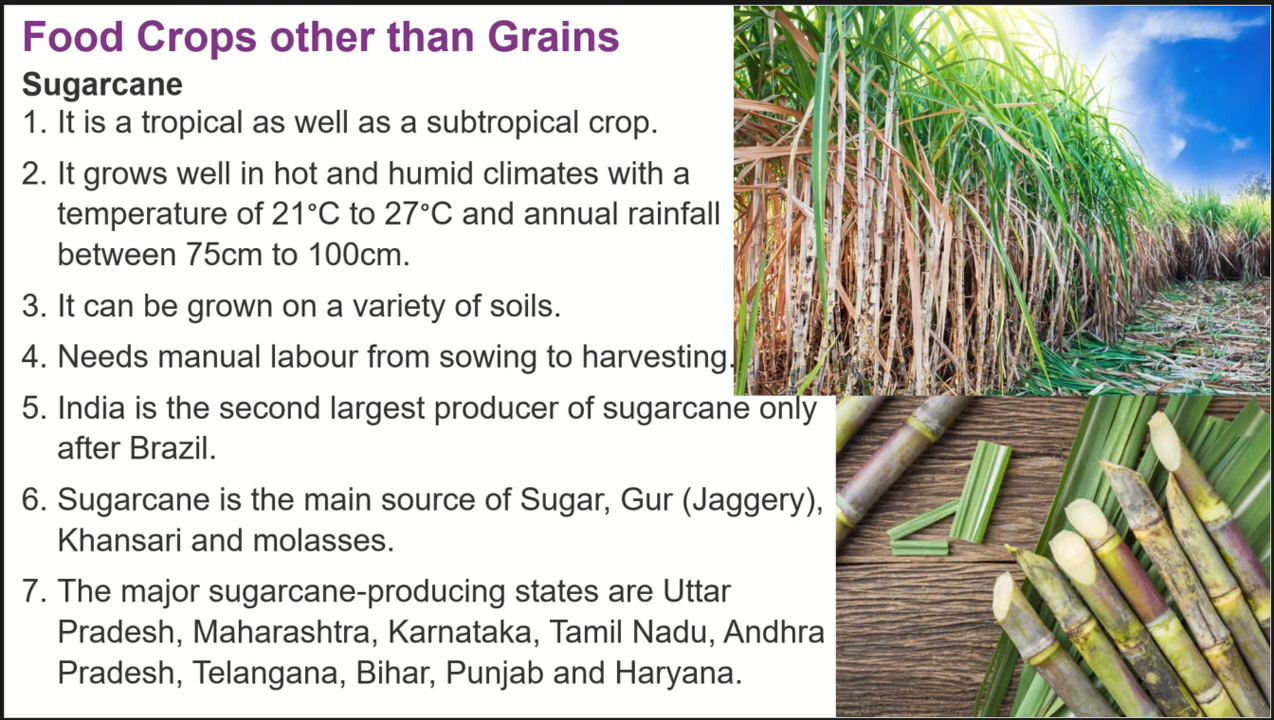 Food Crops other than Grains
Sugarcane
1. It is a tropical as well as a subtropical crop.
2. It grows well in hot and humid climates with a
temperature of 21°C to 27°C and annual rainfall
between 75cm to 100cm.
3. It can be grown on a variety of soils.
4. Needs manual labour from sowing to harvesting.
5. India is the second largest producer of sugarcane only
after Brazil.
6. Sugarcane is the main source of Sugar, Gur (Jaggery),
Khansari and molasses.
7. The major sugarcane-producing states are Uttar
Pradesh, Maharashtra, Karnataka, Tamil Nadu, Andhra
Pradesh, Telangana, Bihar, Punjab and Haryana.